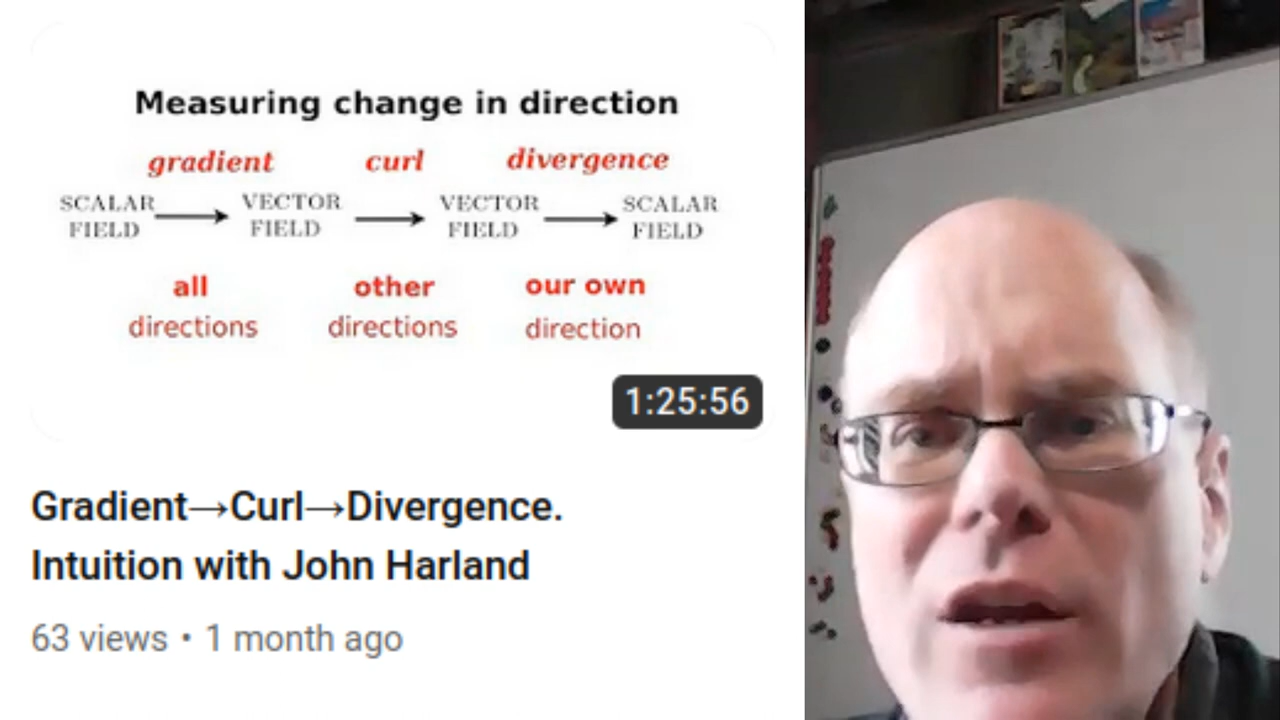 Measuring change in direction
gradient curl divergence
SCALAR VECTOR VECTOR SCALAR
FIELD FIELD FIELD FIELD
all other our own
directions directions direction
1:25:56
Gradient→Curl→Divergence.
Intuition with John Harland
63 views • 1 month ago